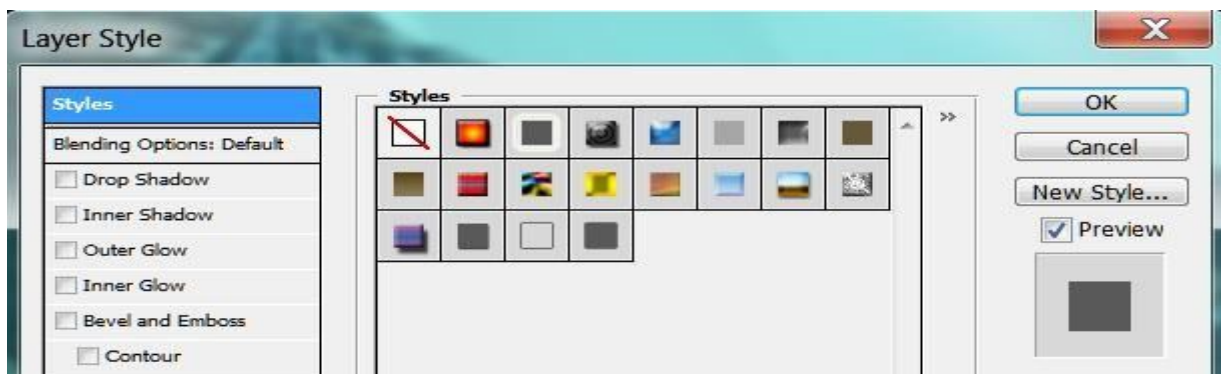 Layer Style
Styles
Blending Options: Default
Drop Shadow
Inner Shadow
Outer Glow
Inner Glow
Bevel and Emboss
Contour
Styles
OK
Cancel
New Style...
Preview